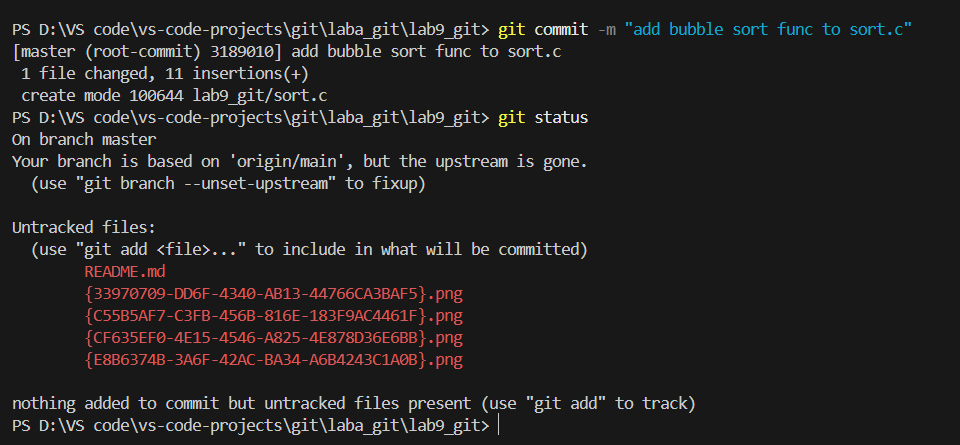 PS D:\VS code\vs-code-projects\git\laba_git\lab9_git> git commit -m "add bubble sort func to sort.c"
[master (root-commit) 3189010] add bubble sort func to sort.c
 1 file changed, 11 insertions(+)
 create mode 100644 lab9_git/sort.c
PS D:\VS code\vs-code-projects\git\laba_git\lab9_git> git status
On branch master
Your branch is based on 'origin/main', but the upstream is gone.
  (use "git branch --unset-upstream" to fixup)

Untracked files:
  (use "git add <file>..." to include in what will be committed)
        README.md
        {33970709-DD6F-4340-AB13-44766CA3BAF5}.png
        {C55B5AF7-C3FB-456B-816E-183F9AC4461F}.png
        {CF635EF0-4E15-4546-A825-4E878D36E6BB}.png
        {E8B6374B-3A6F-42AC-BA34-A6B4243C1A0B}.png

nothing added to commit but untracked files present (use "git add" to track)
PS D:\VS code\vs-code-projects\git\laba_git\lab9_git>